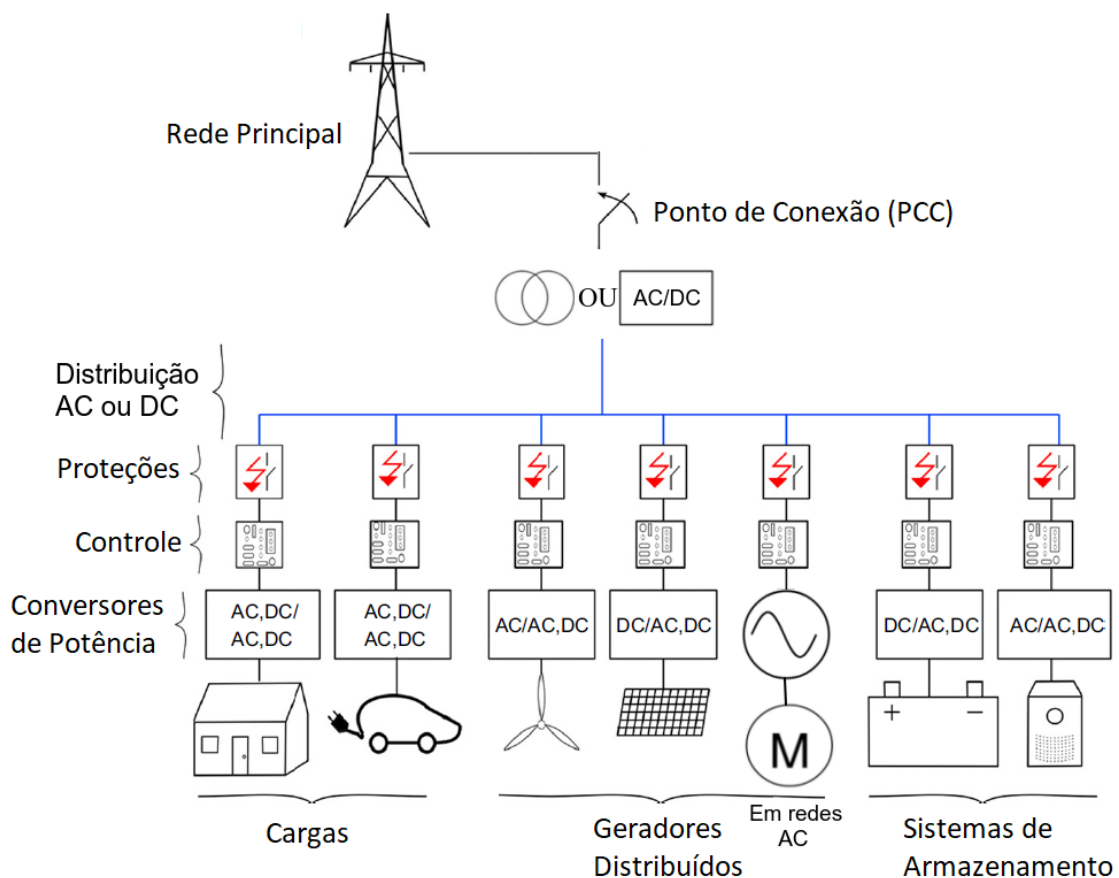 Rede Principal
Ponto de Conexão (PCC)
OU
AC/DC
Distribuição
AC ou DC
Proteções
Controle
Conversores
de Potência
AC,DC/
AC,DC
AC,DC/
AC,DC
AC/AC,DC
DC/AC,DC
DC/AC,DC
AC/AC,DC
M
+
−
Cargas
Geradores
Distribuídos
Em redes
AC
Sistemas de
Armazenamento